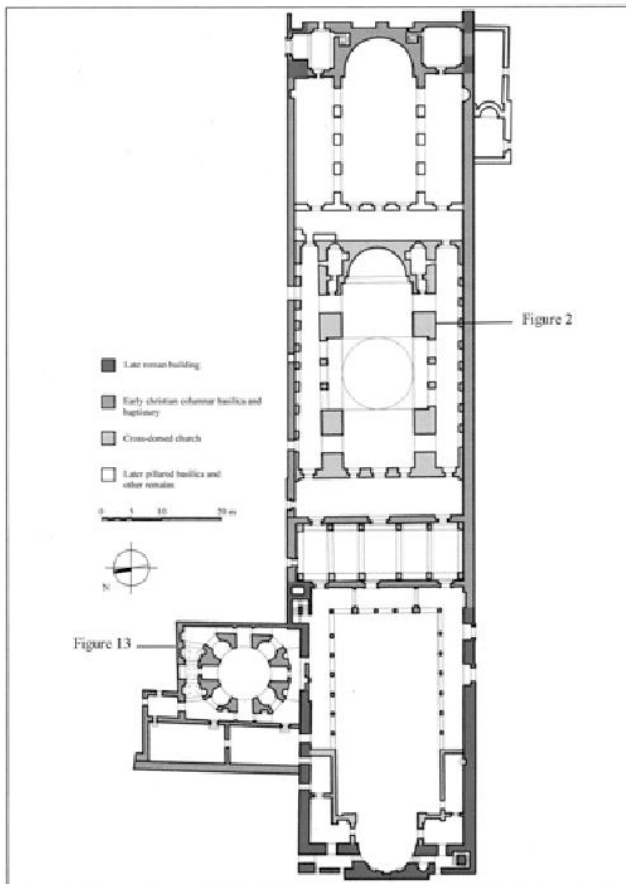 Figure 2
Late roman building
Early christian columnar basilica and
baptistery
Cross-domed church
Later pillared basilica and
other remains
0 5 10 20 m
N
Figure 13